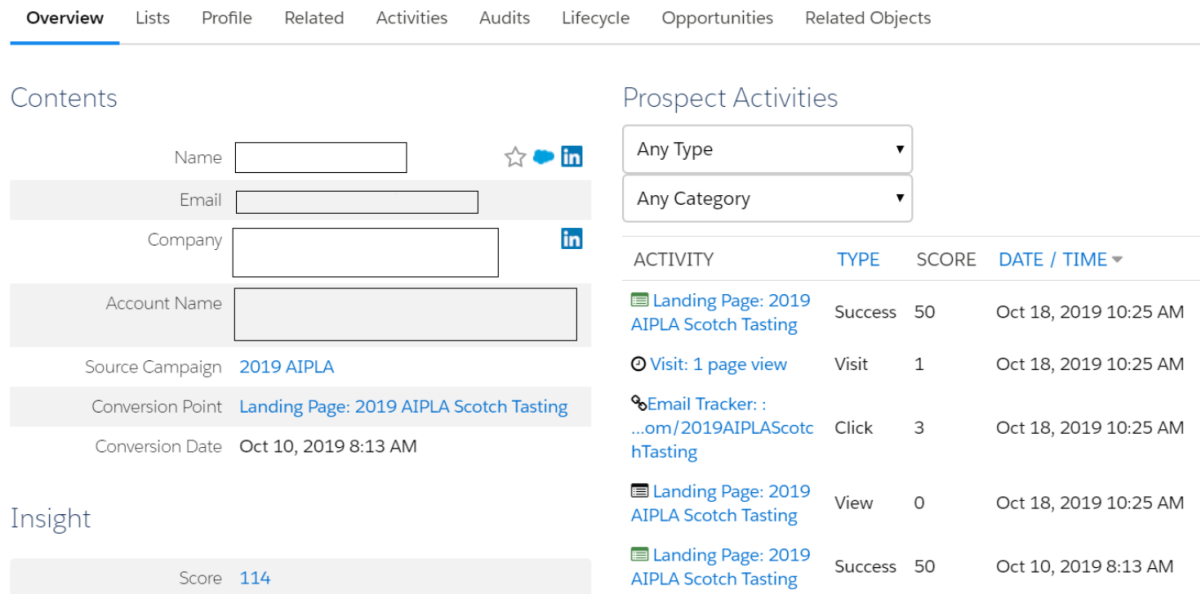 Overview Lists Profile Related Activities Audits Lifecycle Opportunities Related Objects
Contents
Name
Email
Company
Account Name
Source Campaign 2019 AIPLA
Conversion Point Landing Page: 2019 AIPLA Scotch Tasting
Conversion Date Oct 10, 2019 8:13 AM
Insight
Score 114
Prospect Activities
Any Type
Any Category
ACTIVITY TYPE SCORE DATE / TIME
Landing Page: 2019
AIPLA Scotch Tasting Success 50 Oct 18, 2019 10:25 AM
Visit: 1 page view Visit 1 Oct 18, 2019 10:25 AM
Email Tracker: :
...om/2019AIPLAScotc Click 3 Oct 18, 2019 10:25 AM
hTasting
Landing Page: 2019
AIPLA Scotch Tasting View 0 Oct 18, 2019 10:25 AM
Landing Page: 2019
AIPLA Scotch Tasting Success 50 Oct 10, 2019 8:13 AM